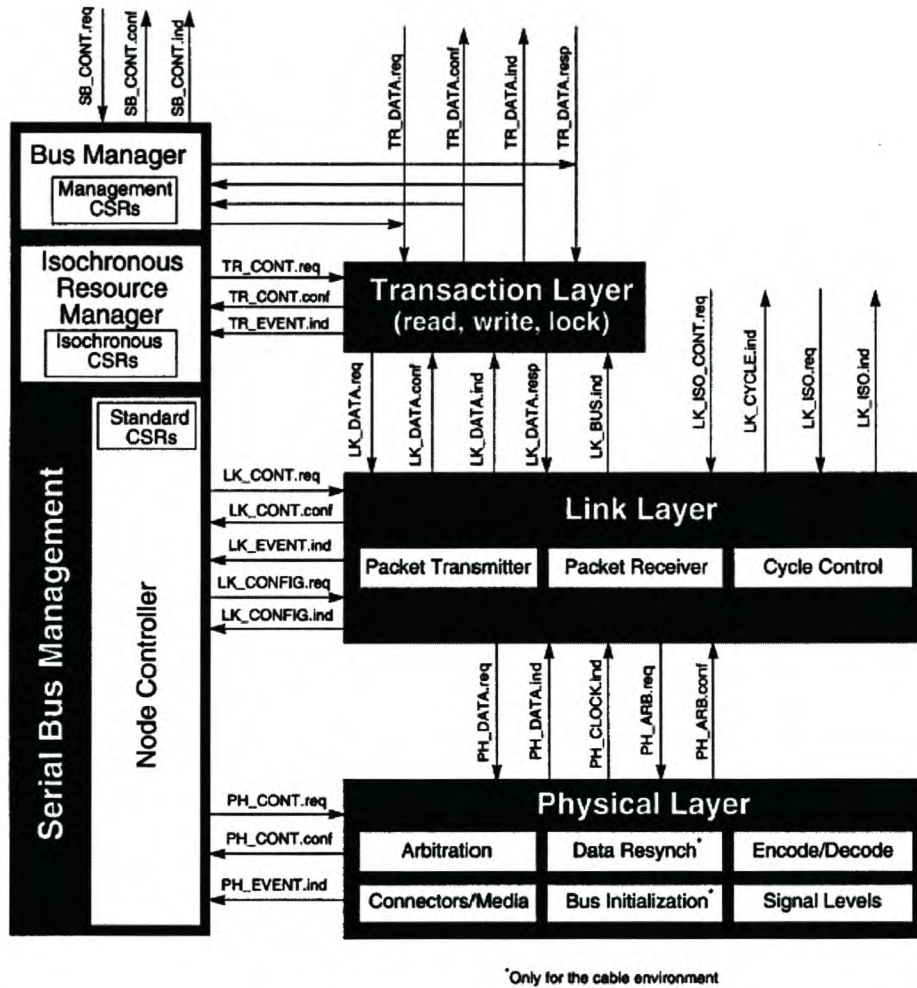 SB_CONT.req
SB_CONT.conf
SB_CONT.ind
TR_DATA.req
TR_DATA.conf
TR_DATA.ind
TR_DATA.resp
Bus Manager
Management
CSRs
Isochronous
Resource
Manager
Isochronous
CSRs
TR_CONT.req
TR_CONT.conf
TR_EVENT.ind
Transaction Layer
(read, write, lock)
LK_DATA.req
LK_DATA.conf
LK_DATA.ind
LK_DATA.resp
LK_BUS.ind
LK_ISO_CONT.req
LK_CYCLE.ind
LK_ISO.req
LK_ISO.ind
Serial Bus Management
Standard
CSRs
Node Controller
LK_CONT.req
LK_CONT.conf
LK_EVENT.ind
LK_CONFIG.req
LK_CONFIG.ind
Link Layer
Packet Transmitter
Packet Receiver
Cycle Control
PH_DATA.req
PH_DATA.ind
PH_CLOCK.ind
PH_ARB.req
PH_ARB.conf
PH_CONT.req
PH_CONT.conf
PH_EVENT.ind
Physical Layer
Arbitration
Data Resynch*
Encode/Decode
Connectors/Media
Bus Initialization*
Signal Levels
*Only for the cable environment